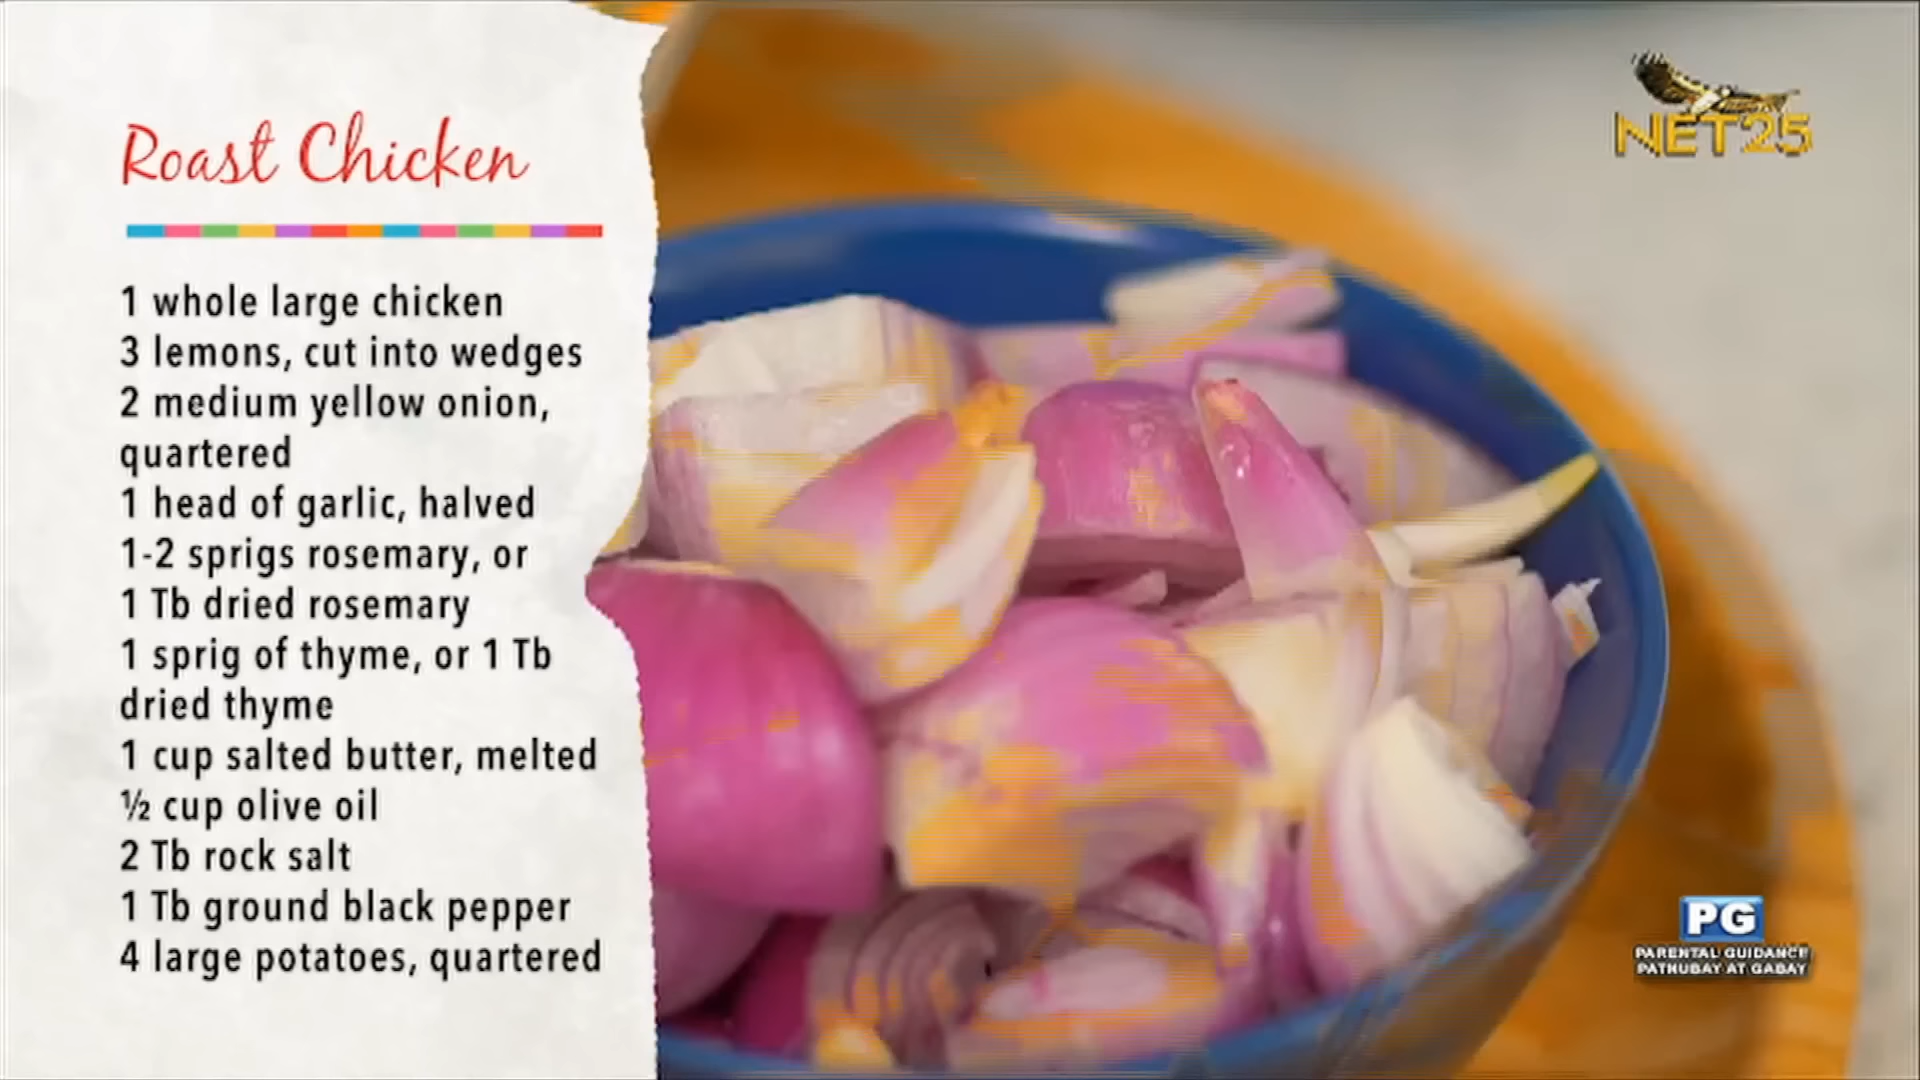 Roast Chicken
1 whole large chicken
3 lemons, cut into wedges
2 medium yellow onion,
quartered
1 head of garlic, halved
1-2 sprigs rosemary, or
1 Tb dried rosemary
1 sprig of thyme, or 1 Tb
dried thyme
1 cup salted butter, melted
½ cup olive oil
2 Tb rock salt
1 Tb ground black pepper
4 large potatoes, quartered
NET25
PG
PARENTAL GUIDANCE
PATNUBAY AT GABAY